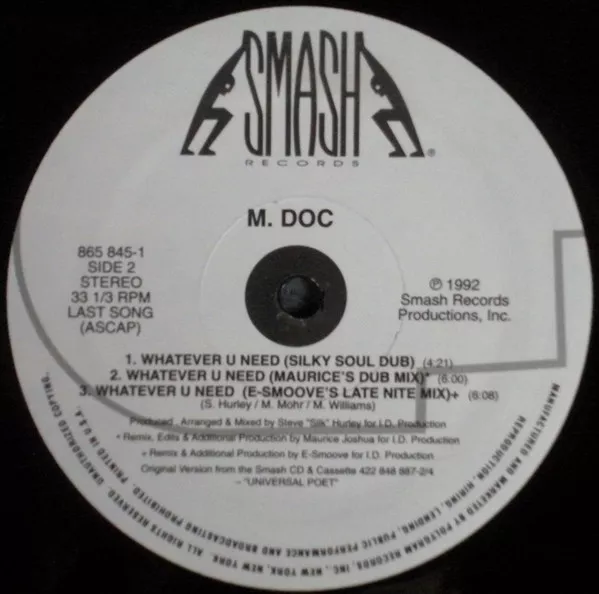 SMASH
RECORDS
®
M. DOC
865 845-1
SIDE 2
STEREO
33 1/3 RPM
LAST SONG
(ASCAP)
℗ 1992
Smash Records
Productions, Inc.
1. WHATEVER U NEED (SILKY SOUL DUB) (4:21)
2. WHATEVER U NEED (MAURICE'S DUB MIX)* (6:00)
3. WHATEVER U NEED (E-SMOOVE'S LATE NITE MIX)+ (6:08)
(S. Hurley / M. Mohr / M. Williams)
Produced, Arranged & Mixed by Steve "Silk" Hurley for I.D. Production
* Remix, Edits & Additional Production by Maurice Joshua for I.D. Production
+ Remix & Additional Production by E-Smoove for I.D. Production
Original Version from the Smash CD & Cassette 422 848 987-2/4
– "UNIVERSAL POET"
MANUFACTURED AND MARKETED BY POLYGRAM RECORDS, INC., NEW YORK, NEW YORK. ALL RIGHTS RESERVED. UNAUTHORIZED COPYING, REPRODUCTION, HIRING, LENDING, PUBLIC PERFORMANCE AND BROADCASTING PROHIBITED. PRINTED IN U.S.A.